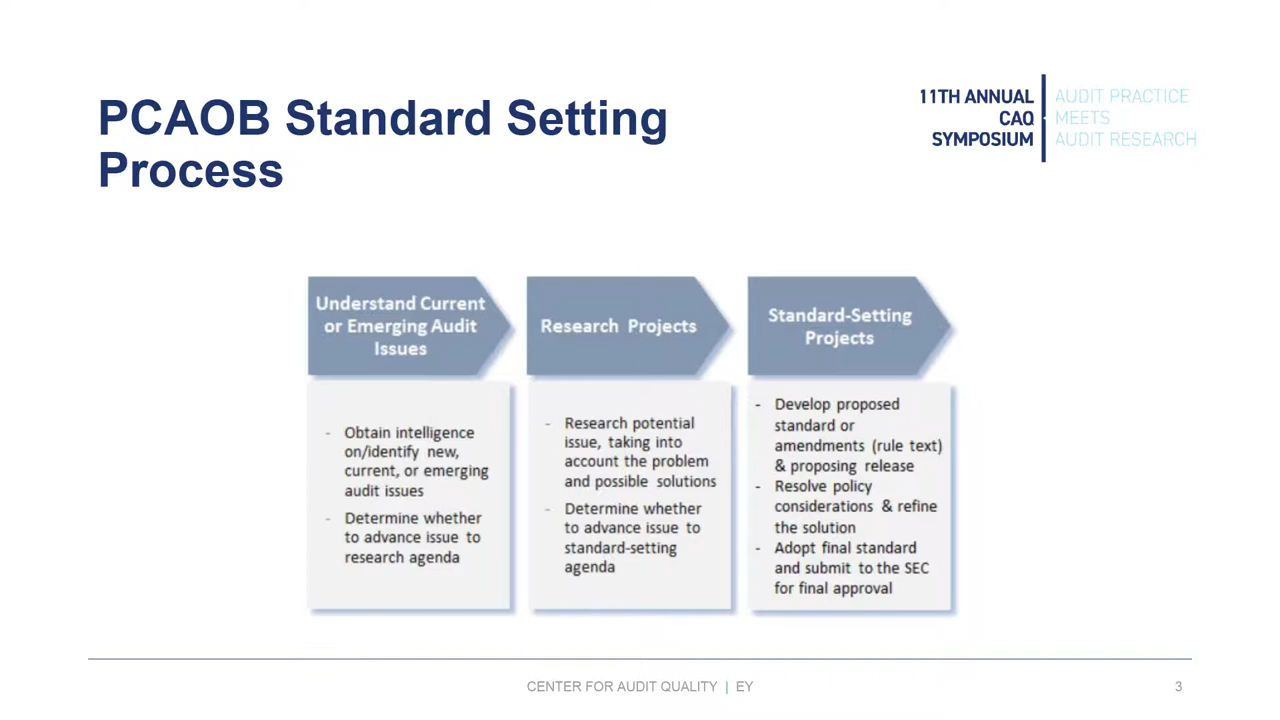 PCAOB Standard Setting
Process
11TH ANNUAL
CAQ
SYMPOSIUM
AUDIT PRACTICE
MEETS
AUDIT RESEARCH
Understand Current
or Emerging Audit
Issues
- Obtain intelligence
on/identify new,
current, or emerging
audit issues
- Determine whether
to advance issue to
research agenda
Research Projects
- Research potential
issue, taking into
account the problem
and possible solutions
- Determine whether
to advance issue to
standard-setting
agenda
Standard-Setting
Projects
- Develop proposed
standard or
amendments (rule text)
& proposing release
- Resolve policy
considerations & refine
the solution
- Adopt final standard
and submit to the SEC
for final approval
CENTER FOR AUDIT QUALITY | EY
3